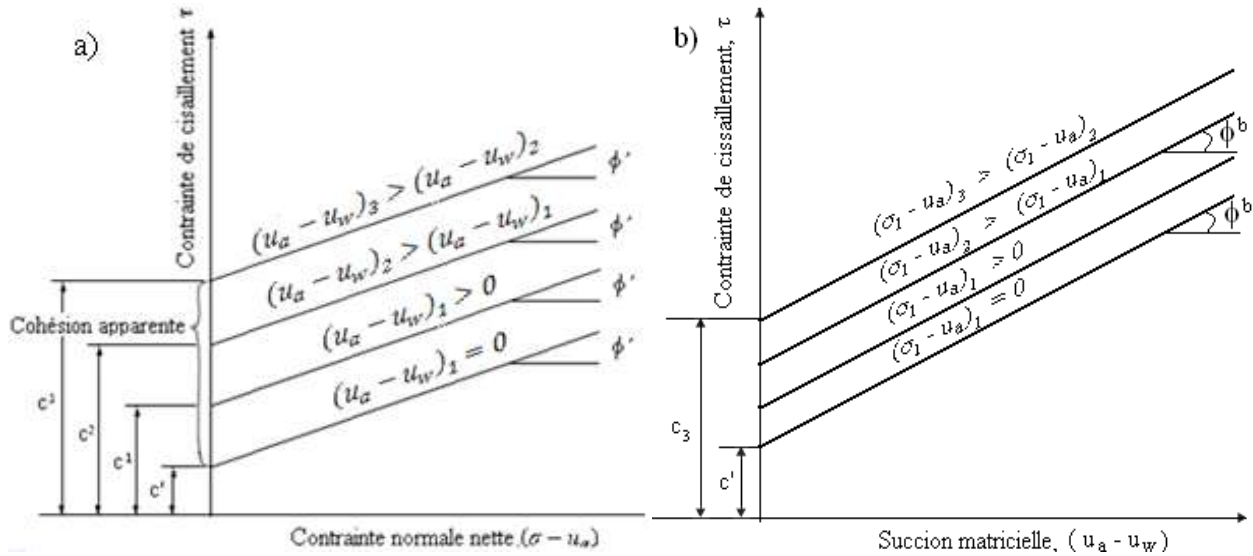 a)
Contrainte de cisaillement τ
(u_a − u_w)_3 > (u_a − u_w)_2
ϕ′
(u_a − u_w)_2 > (u_a − u_w)_1
ϕ′
(u_a − u_w)_1 > 0
ϕ′
(u_a − u_w)_1 = 0
ϕ′
Cohésion apparente
c³
c²
c¹
c'
Contrainte normale nette,(σ − u_a)
b)
Contrainte de cissaillement, τ
(σ_1 - u_a)_3 > (σ_1 - u_a)_2
ϕ^b
(σ_1 - u_a)_2 > (σ_1 - u_a)_1
(σ_1 - u_a)_1 > 0
ϕ^b
(σ_1 - u_a)_1 = 0
c_3
c'
Succion matricielle, ( u_a - u_w)